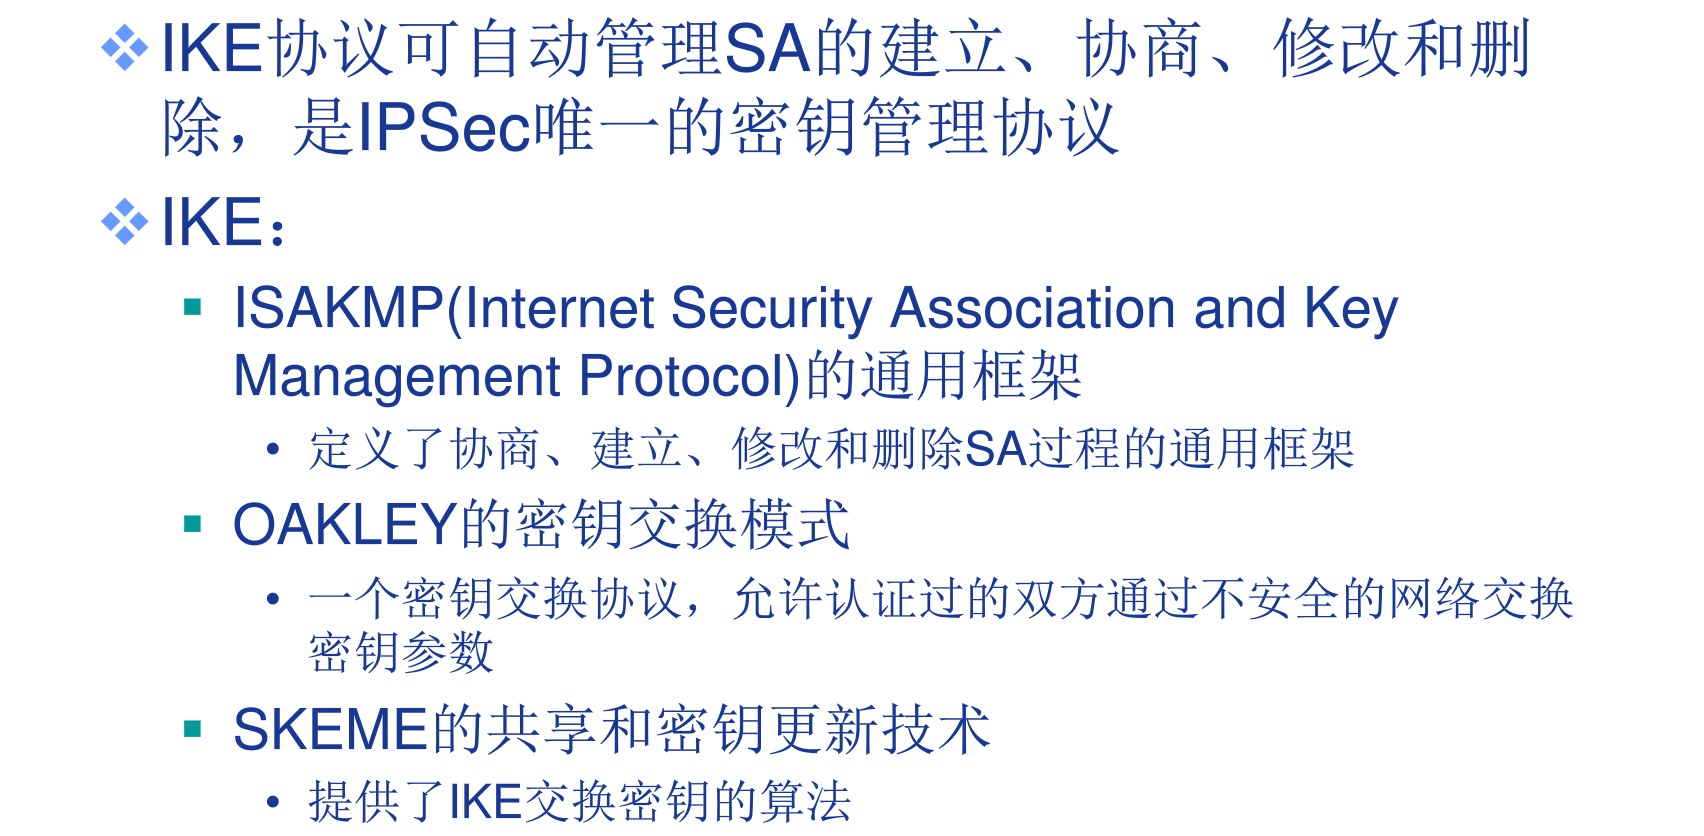 IKE协议可自动管理SA的建立、协商、修改和删
除，是IPSec唯一的密钥管理协议
IKE：
ISAKMP(Internet Security Association and Key
Management Protocol)的通用框架
• 定义了协商、建立、修改和删除SA过程的通用框架
OAKLEY的密钥交换模式
• 一个密钥交换协议，允许认证过的双方通过不安全的网络交换
密钥参数
SKEME的共享和密钥更新技术
• 提供了IKE交换密钥的算法